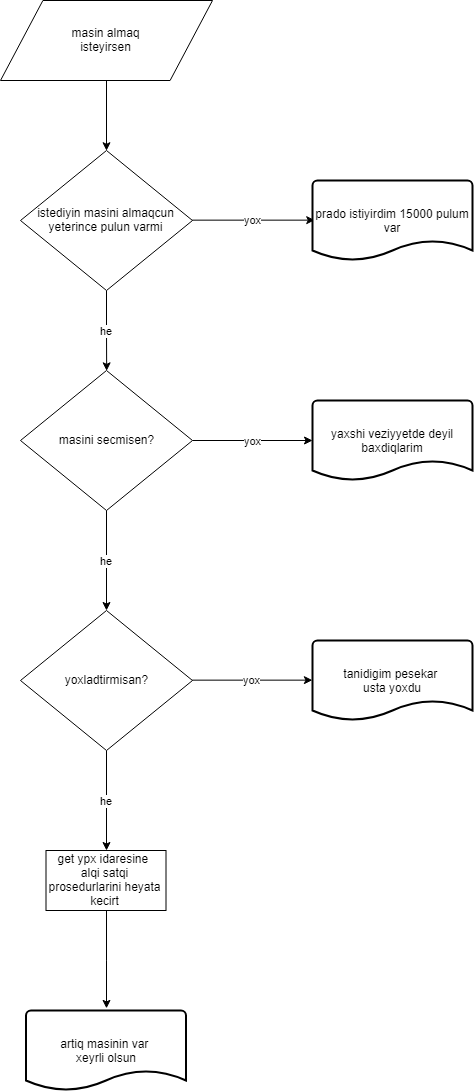 masin almaq
isteyirsen
istediyin masini almaqcun
yeterince pulun varmi
yox
prado istiyirdim 15000 pulum
var
he
masini secmisen?
yox
yaxshi veziyyetde deyil
baxdiqlarim
he
yoxladtirmisan?
yox
tanidigim pesekar
usta yoxdu
he
get ypx idaresine
alqi satqi
prosedurlarini heyata
kecirt
artiq masinin var
xeyrli olsun